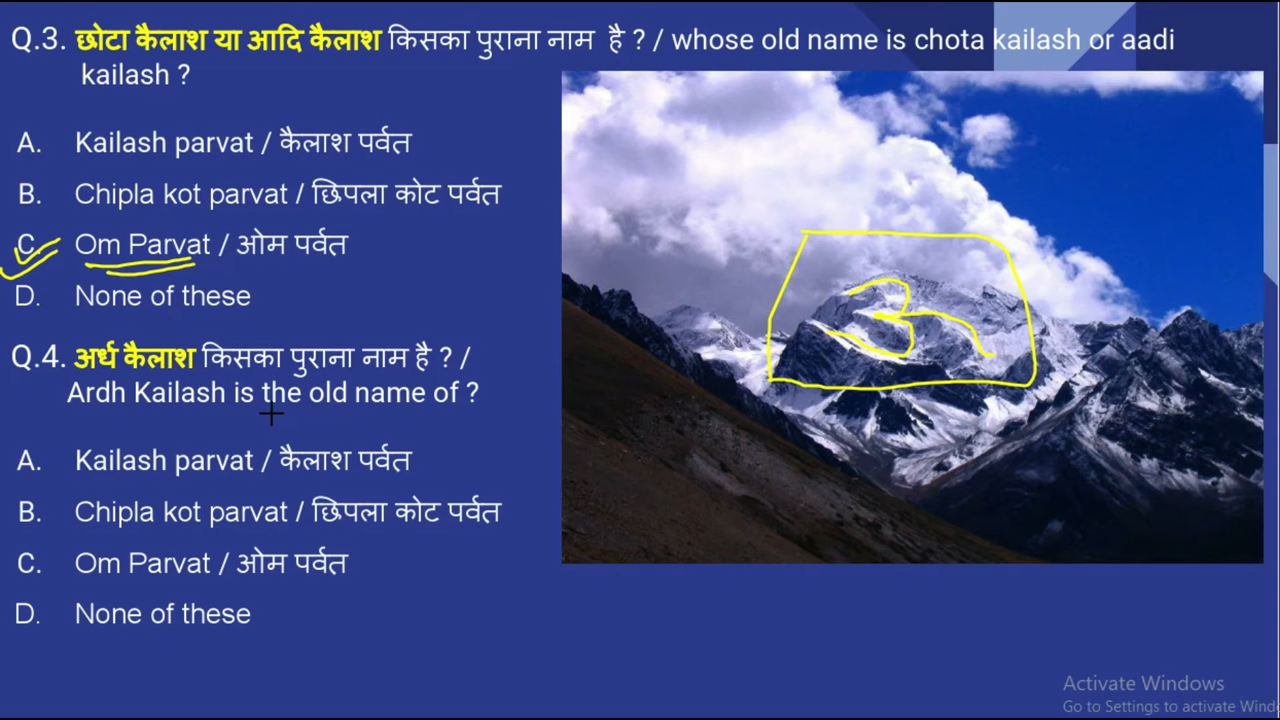 Q.3. छोटा कैलाश या आदि कैलाश किसका पुराना नाम है ? / whose old name is chota kailash or aadi
kailash ?
A. Kailash parvat / कैलाश पर्वत
B. Chipla kot parvat / छिपला कोट पर्वत
C. Om Parvat / ओम पर्वत
D. None of these
Q.4. अर्ध कैलाश किसका पुराना नाम है ? /
Ardh Kailash is the old name of ?
A. Kailash parvat / कैलाश पर्वत
B. Chipla kot parvat / छिपला कोट पर्वत
C. Om Parvat / ओम पर्वत
D. None of these
Activate Windows
Go to Settings to activate Wind